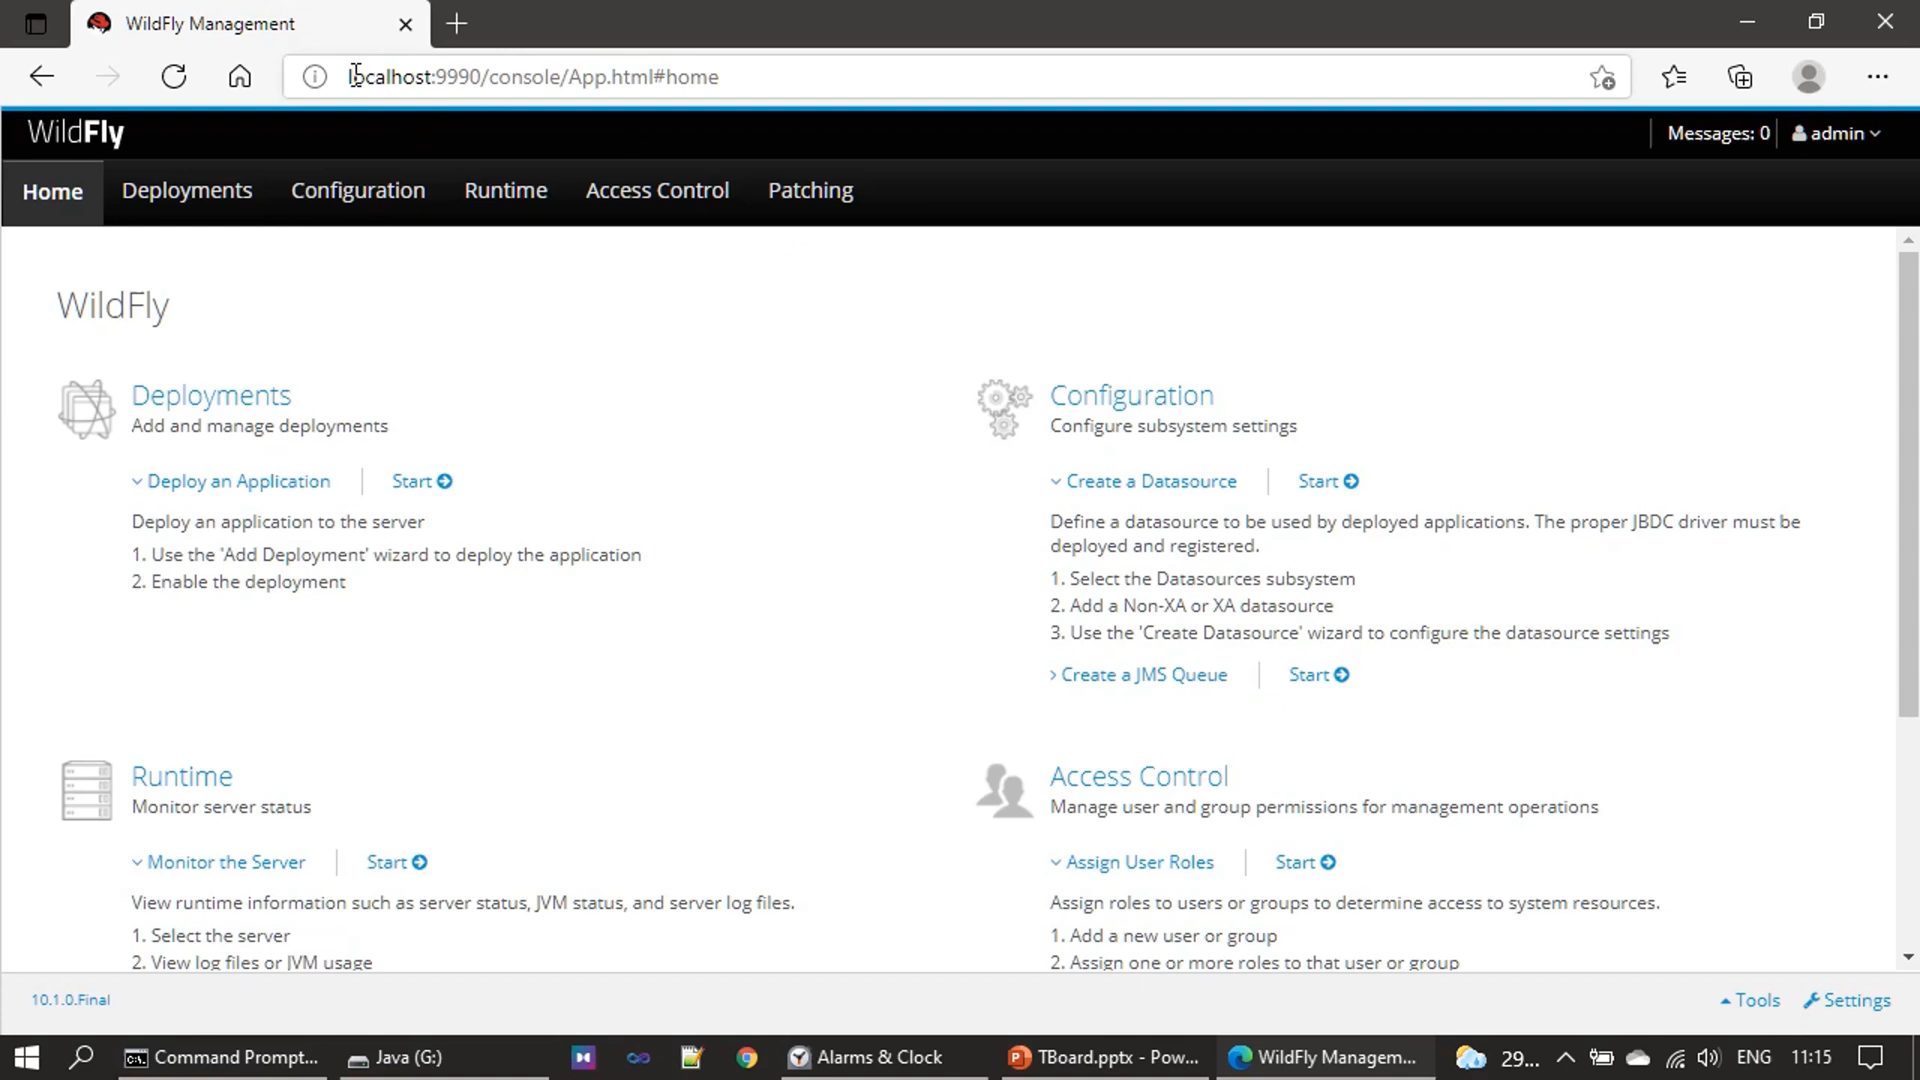 WildFly Management
localhost:9990/console/App.html#home
WildFly
Messages: 0
admin
Home
Deployments
Configuration
Runtime
Access Control
Patching
WildFly
Deployments
Add and manage deployments
Deploy an Application
Start
Deploy an application to the server
1. Use the 'Add Deployment' wizard to deploy the application
2. Enable the deployment
Configuration
Configure subsystem settings
Create a Datasource
Start
Define a datasource to be used by deployed applications. The proper JBDC driver must be
deployed and registered.
1. Select the Datasources subsystem
2. Add a Non-XA or XA datasource
3. Use the 'Create Datasource' wizard to configure the datasource settings
Create a JMS Queue
Start
Runtime
Monitor server status
Monitor the Server
Start
View runtime information such as server status, JVM status, and server log files.
1. Select the server
2. View log files or JVM usage
Access Control
Manage user and group permissions for management operations
Assign User Roles
Start
Assign roles to users or groups to determine access to system resources.
1. Add a new user or group
2. Assign one or more roles to that user or group
10.1.0.Final
Tools
Settings
Command Prompt...
Java (G:)
Alarms & Clock
TBoard.pptx - Pow...
WildFly Managem...
29...
ENG
11:15